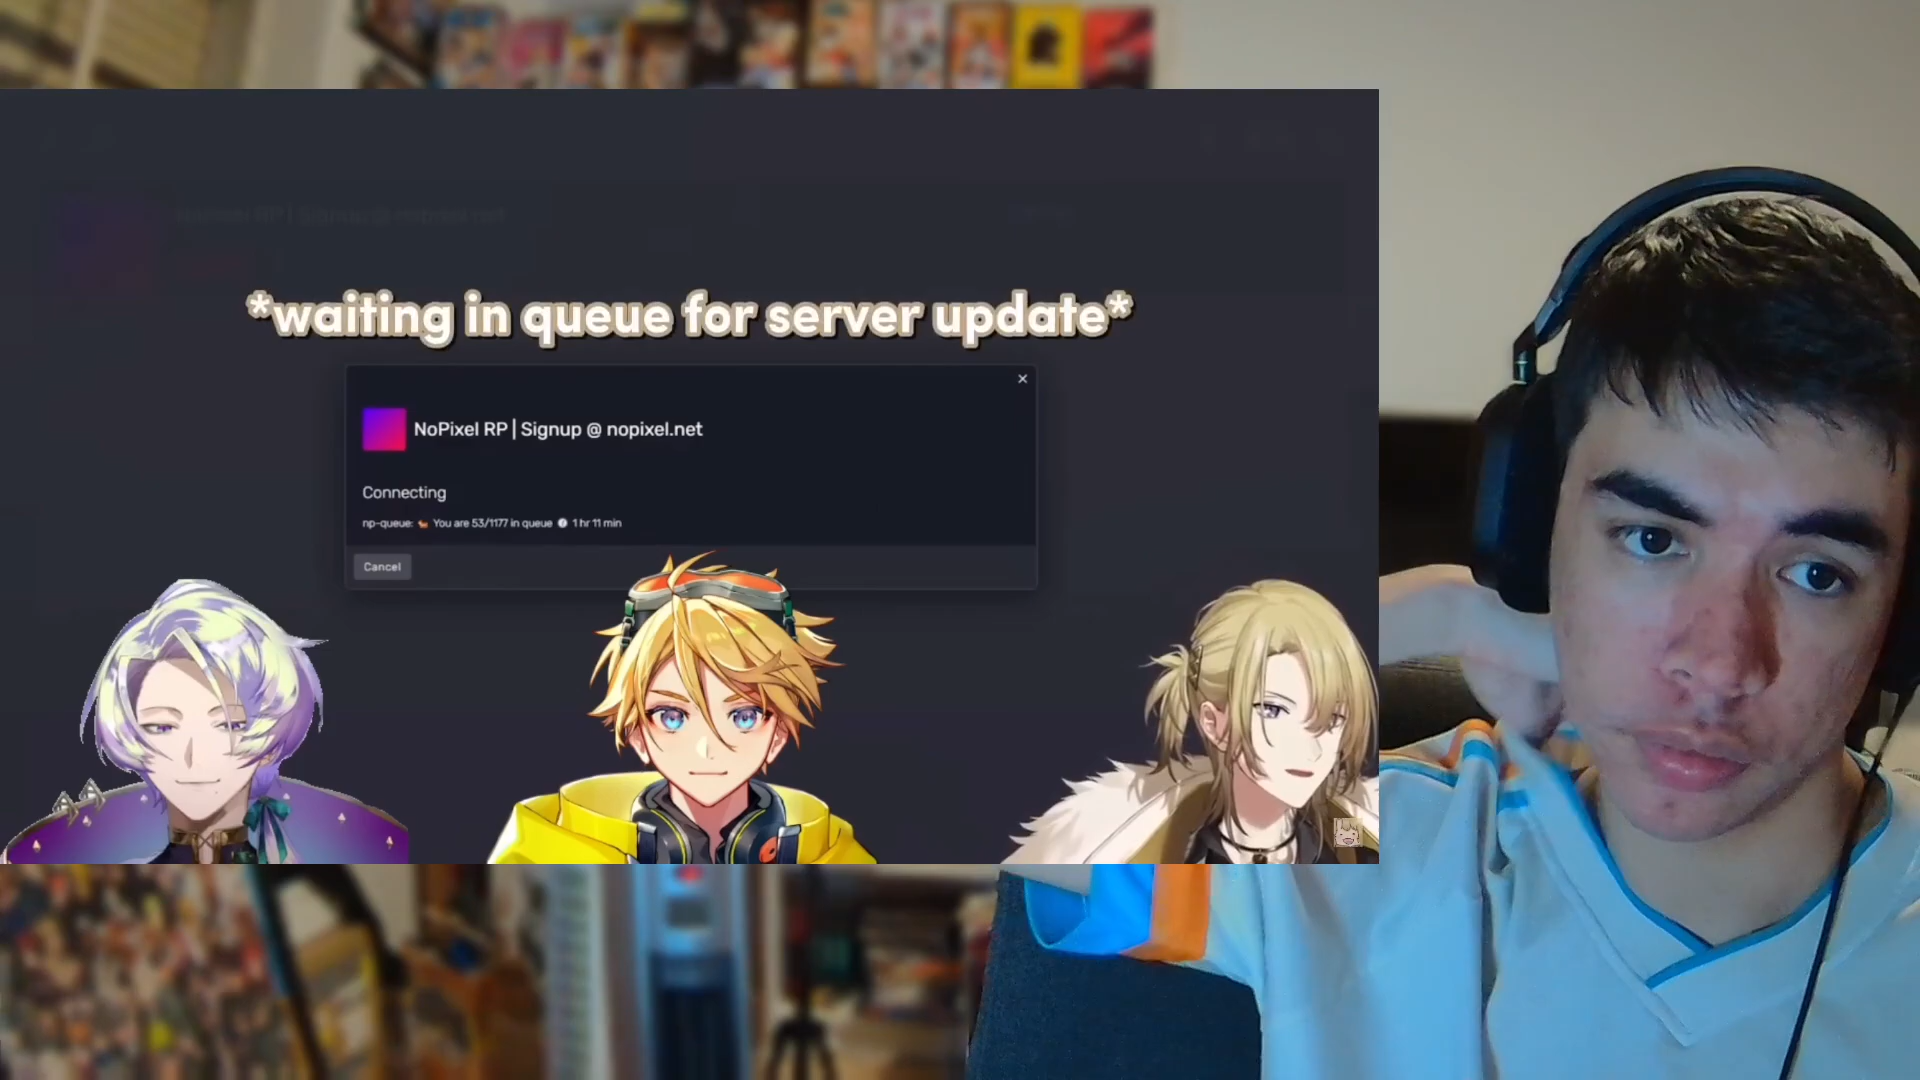 *waiting in queue for server update*
NoPixel RP | Signup @ nopixel.net
Connecting
np-queue: 🐌 You are 53/1177 in queue 🕐 1 hr 11 min
Cancel